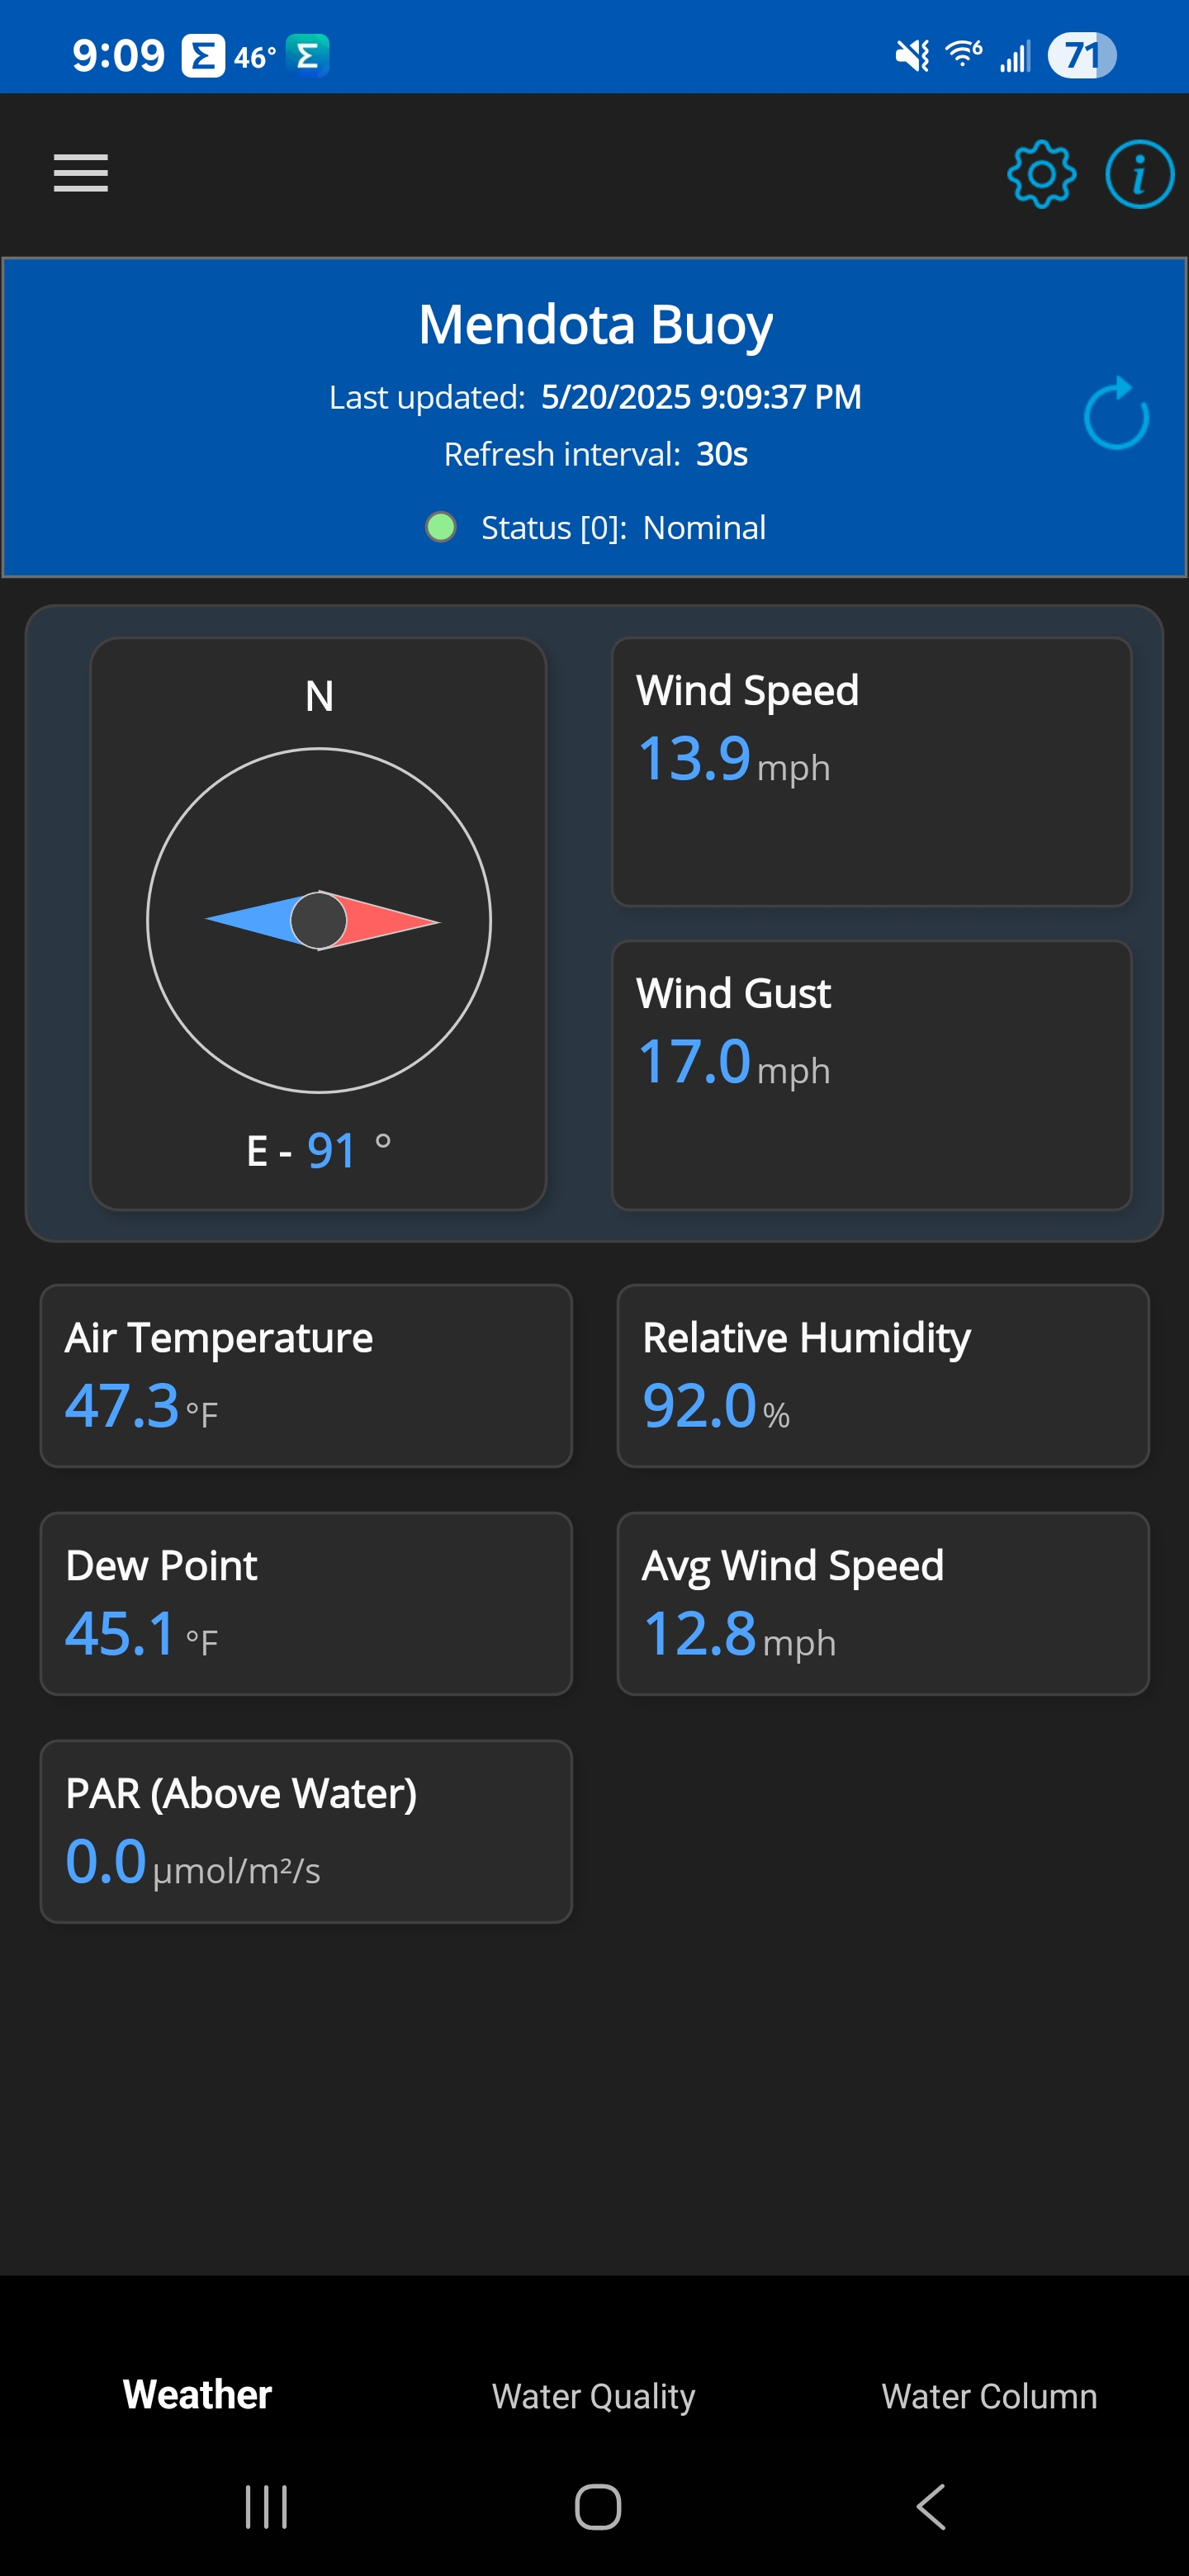 9:09 Σ 46° Σ 6 71
i
Mendota Buoy
Last updated: 5/20/2025 9:09:37 PM
Refresh interval: 30s
Status [0]: Nominal
N
E - 91 °
Wind Speed
13.9 mph
Wind Gust
17.0 mph
Air Temperature
47.3 °F
Relative Humidity
92.0 %
Dew Point
45.1 °F
Avg Wind Speed
12.8 mph
PAR (Above Water)
0.0 µmol/m²/s
Weather
Water Quality
Water Column